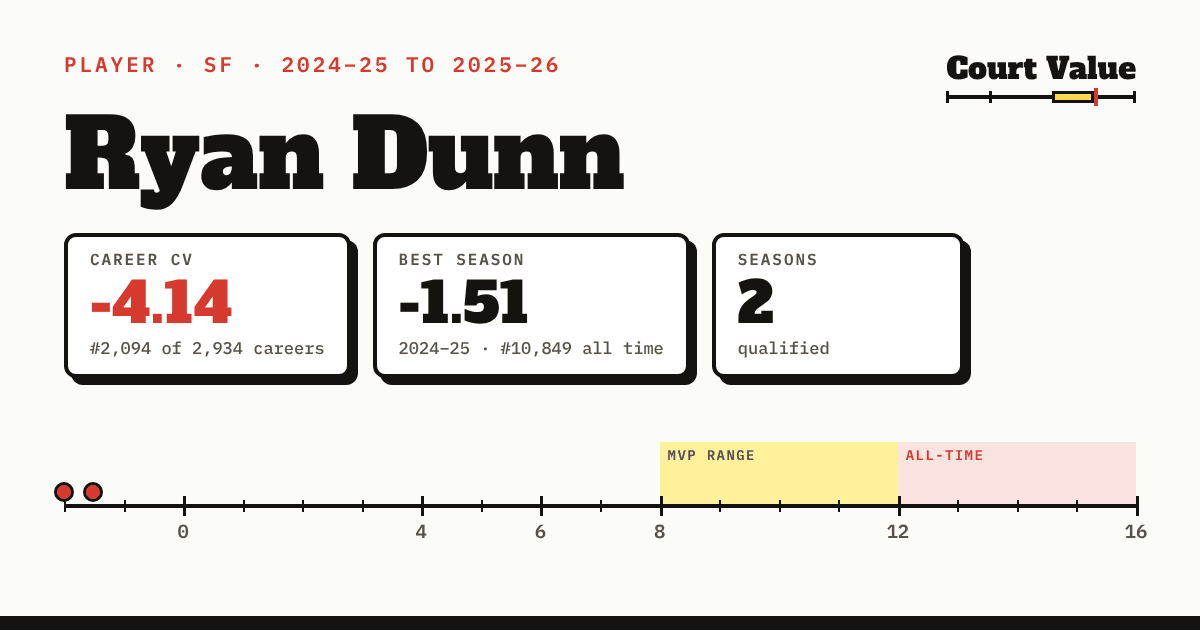 PLAYER · SF · 2024–25 TO 2025–26
Court Value
Ryan Dunn
CAREER CV
-4.14
#2,094 of 2,934 careers
BEST SEASON
-1.51
2024–25 · #10,849 all time
SEASONS
2
qualified
MVP RANGE
ALL-TIME
0 4 6 8 12 16